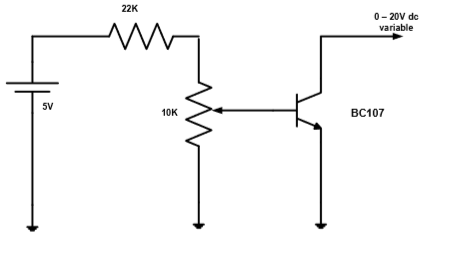 22K
0 – 20V dc
variable
5V
10K
BC107